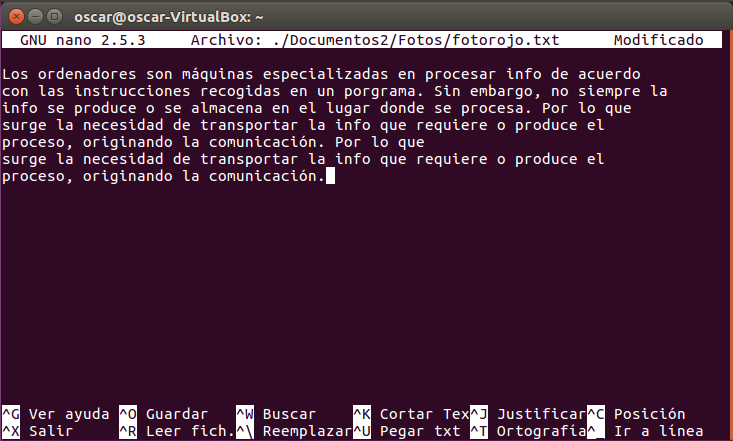 oscar@oscar-VirtualBox: ~
GNU nano 2.5.3 Archivo: ./Documentos2/Fotos/fotorojo.txt Modificado
Los ordenadores son máquinas especializadas en procesar info de acuerdo
con las instrucciones recogidas en un porgrama. Sin embargo, no siempre la
info se produce o se almacena en el lugar donde se procesa. Por lo que
surge la necesidad de transportar la info que requiere o produce el
proceso, originando la comunicación. Por lo que
surge la necesidad de transportar la info que requiere o produce el
proceso, originando la comunicación.
^G Ver ayuda ^O Guardar ^W Buscar ^K Cortar Tex^J Justificar^C Posición
^X Salir ^R Leer fich.^\ Reemplazar^U Pegar txt ^T Ortografía^_ Ir a línea